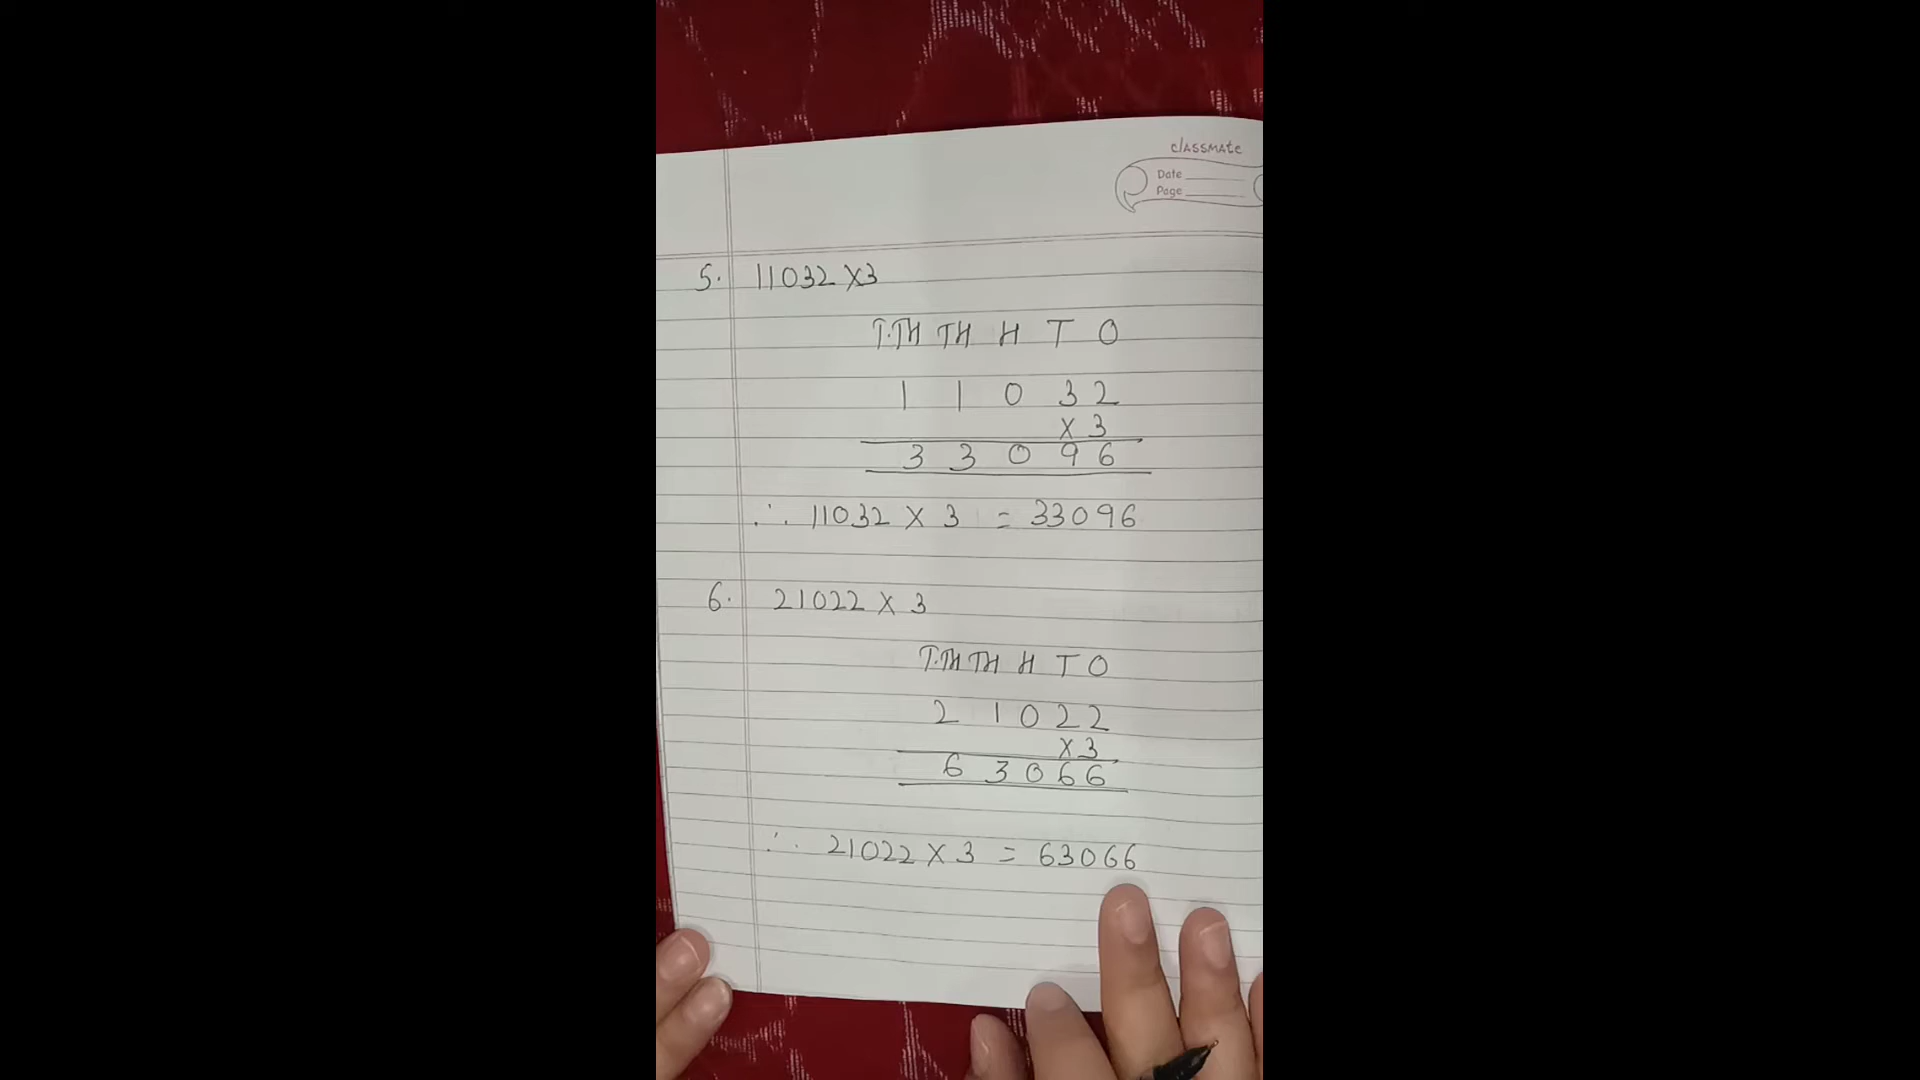 classmate
Date
Page
5. 11032 X3
T.TH TH H T O
1 1 0 3 2
X 3
3 3 0 9 6
∴ 11032 X 3 = 33096
6. 21022 X 3
T.TH TH H T O
2 1 0 2 2
X 3
6 3 0 6 6
∴ 21022 X 3 = 63066